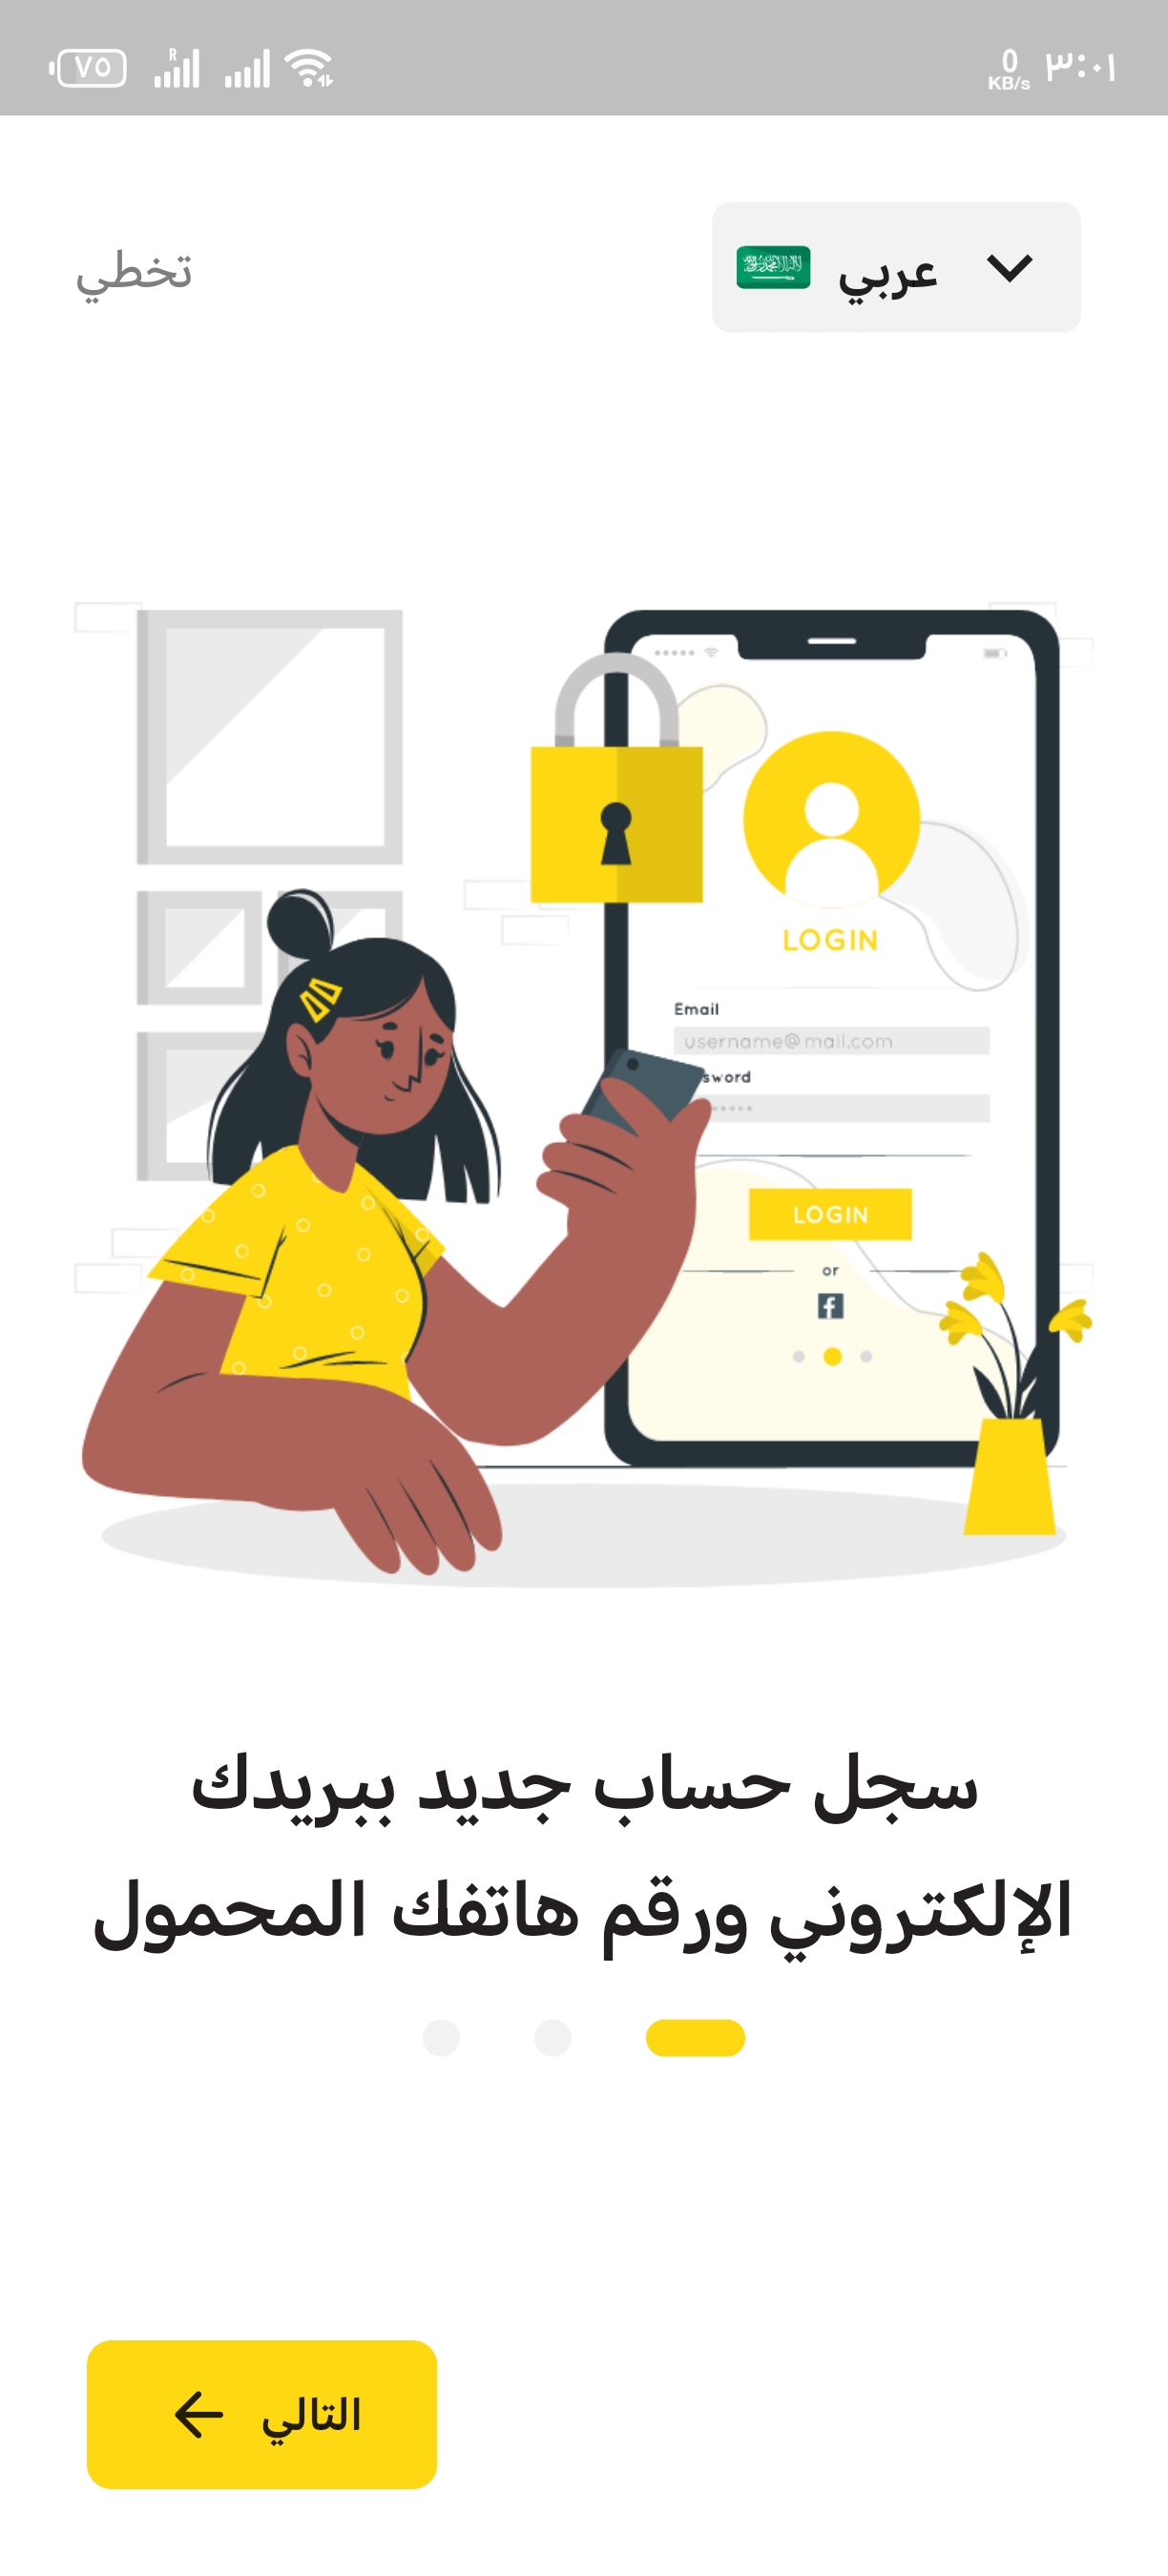 ٣:٠١
0
KB/s
R
٧٥
عربي
تخطي
LOGIN
Email
username@mail.com
sword
LOGIN
or
سجل حساب جديد ببريدك
الإلكتروني ورقم هاتفك المحمول
التالي